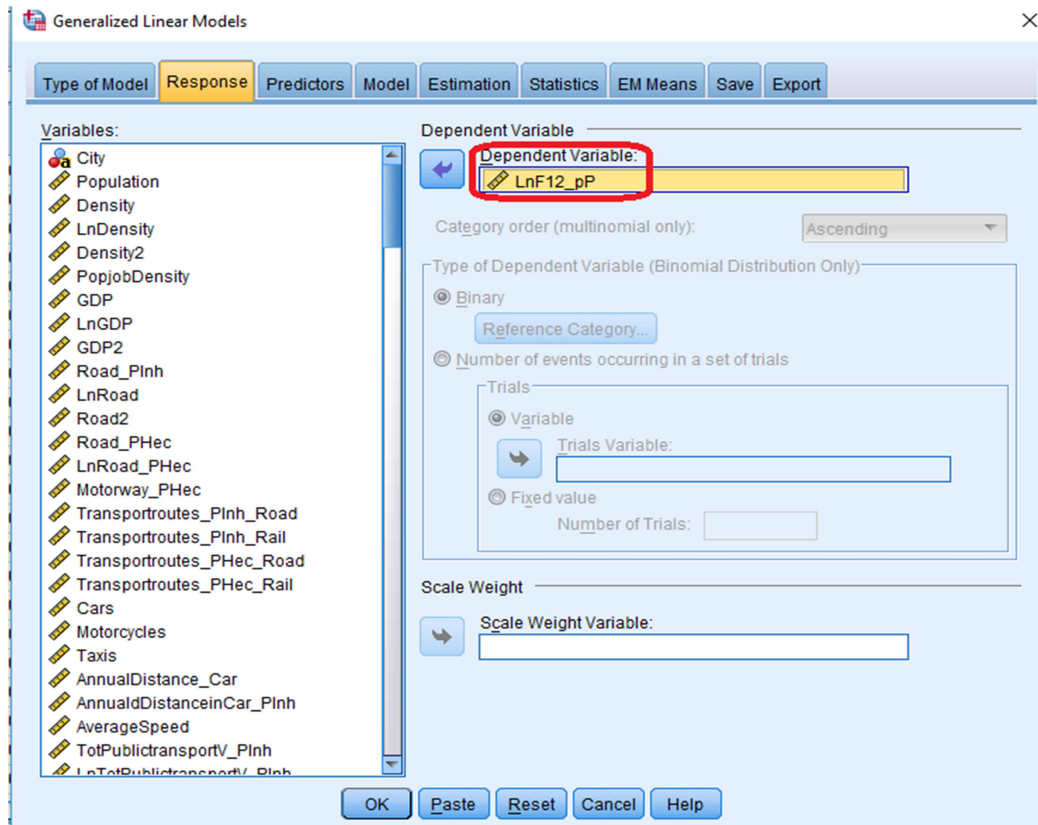 Generalized Linear Models
Type of Model Response Predictors Model Estimation Statistics EM Means Save Export
Variables:
City
Population
Density
LnDensity
Density2
PopjobDensity
GDP
LnGDP
GDP2
Road_PInh
LnRoad
Road2
Road_PHec
LnRoad_PHec
Motorway_PHec
Transportroutes_PInh_Road
Transportroutes_PInh_Rail
Transportroutes_PHec_Road
Transportroutes_PHec_Rail
Cars
Motorcycles
Taxis
AnnualDistance_Car
AnnualdDistanceinCar_PInh
AverageSpeed
TotPublictransportV_PInh
LnTotPublictransportV_PInh
Dependent Variable
Dependent Variable:
LnF12_pP
Category order (multinomial only):
Ascending
Type of Dependent Variable (Binomial Distribution Only)
Binary
Reference Category...
Number of events occurring in a set of trials
Trials
Variable
Trials Variable:
Fixed value
Number of Trials:
Scale Weight
Scale Weight Variable:
OK Paste Reset Cancel Help